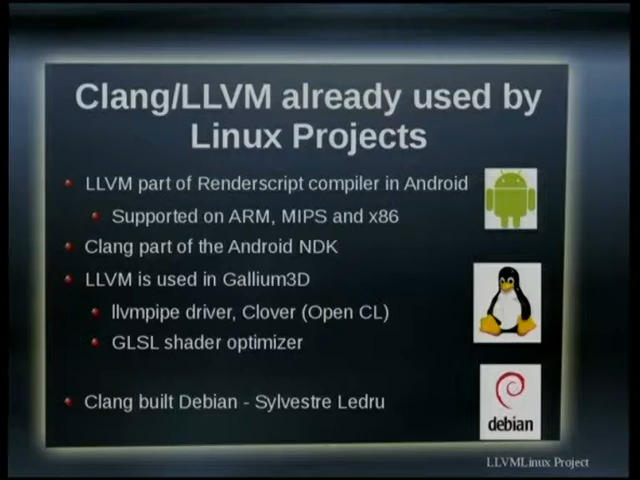 Clang/LLVM already used by
Linux Projects
LLVM part of Renderscript compiler in Android
Supported on ARM, MIPS and x86
Clang part of the Android NDK
LLVM is used in Gallium3D
llvmpipe driver, Clover (Open CL)
GLSL shader optimizer
Clang built Debian - Sylvestre Ledru
debian
LLVMLinux Project